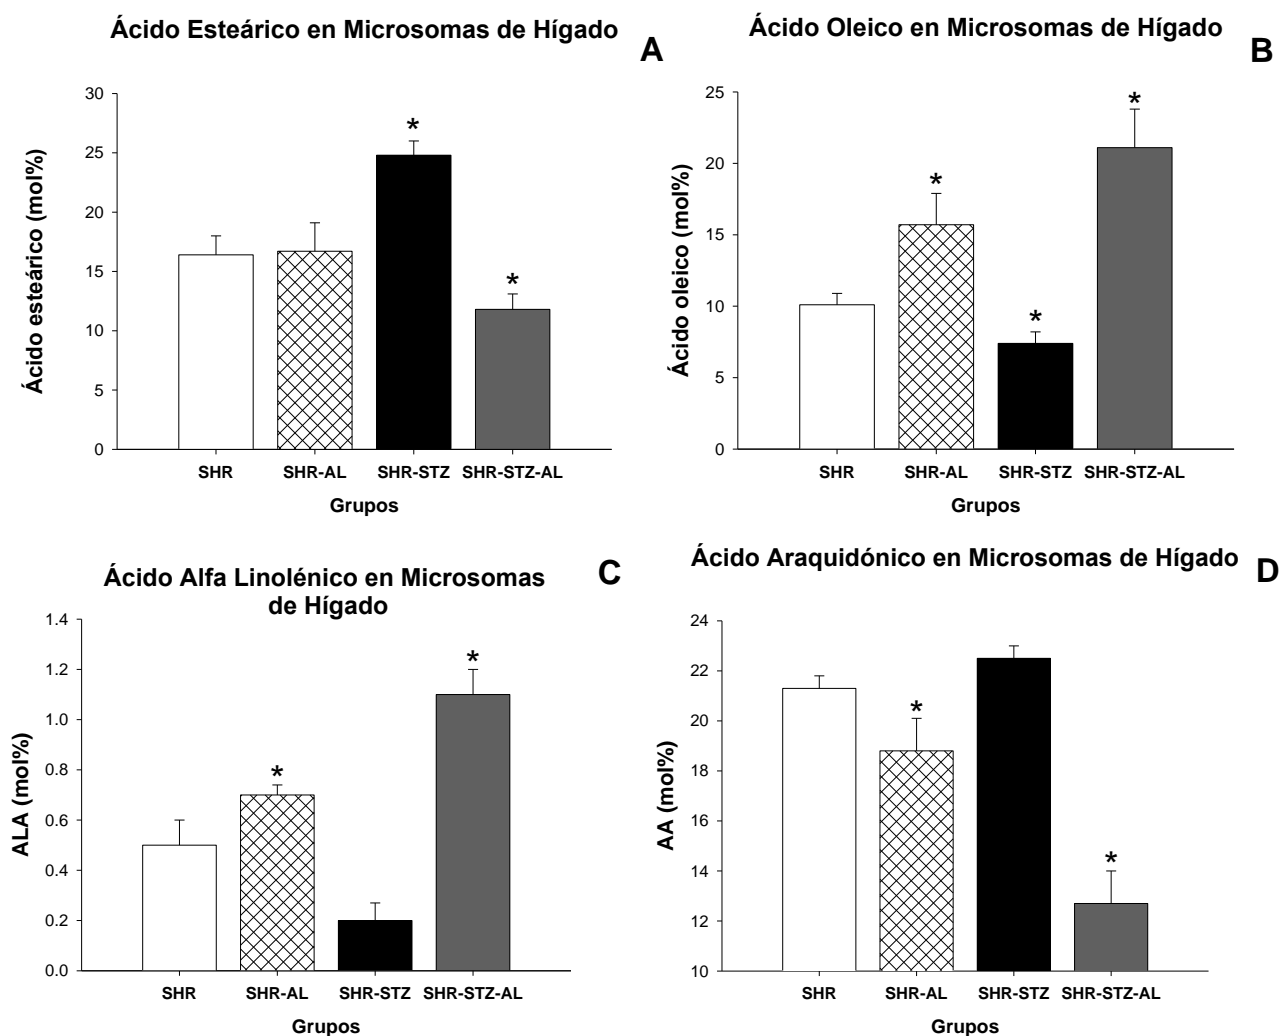 Ácido Esteárico en Microsomas de Hígado
A
30
25
20
15
10
5
0
Ácido esteárico (mol%)
*
*
SHR
SHR-AL
SHR-STZ
SHR-STZ-AL
Grupos
Ácido Oleico en Microsomas de Hígado
B
25
20
15
10
5
0
Ácido oleico (mol%)
*
*
*
SHR
SHR-AL
SHR-STZ
SHR-STZ-AL
Grupos
Ácido Alfa Linolénico en Microsomas
de Hígado
C
1.4
1.2
1.0
0.8
0.6
0.4
0.2
0.0
ALA (mol%)
*
*
SHR
SHR-AL
SHR-STZ
SHR-STZ-AL
Grupos
Ácido Araquidónico en Microsomas de Hígado
D
24
22
20
18
16
14
12
10
AA (mol%)
*
*
SHR
SHR-AL
SHR-STZ
SHR-STZ-AL
Grupos